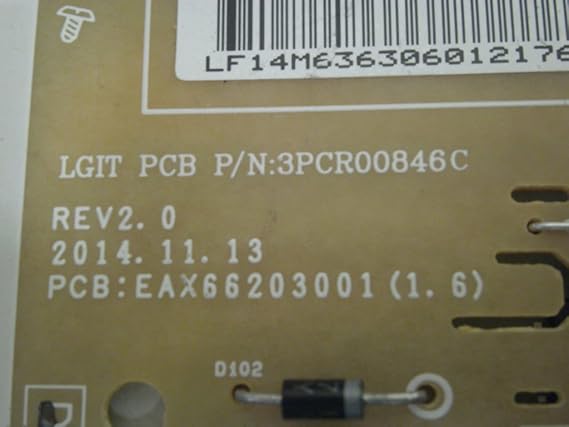 LF14M636306012176
LGIT PCB P/N:3PCR00846C
REV2.0
2014.11.13
PCB:EAX66203001(1.6)
D102